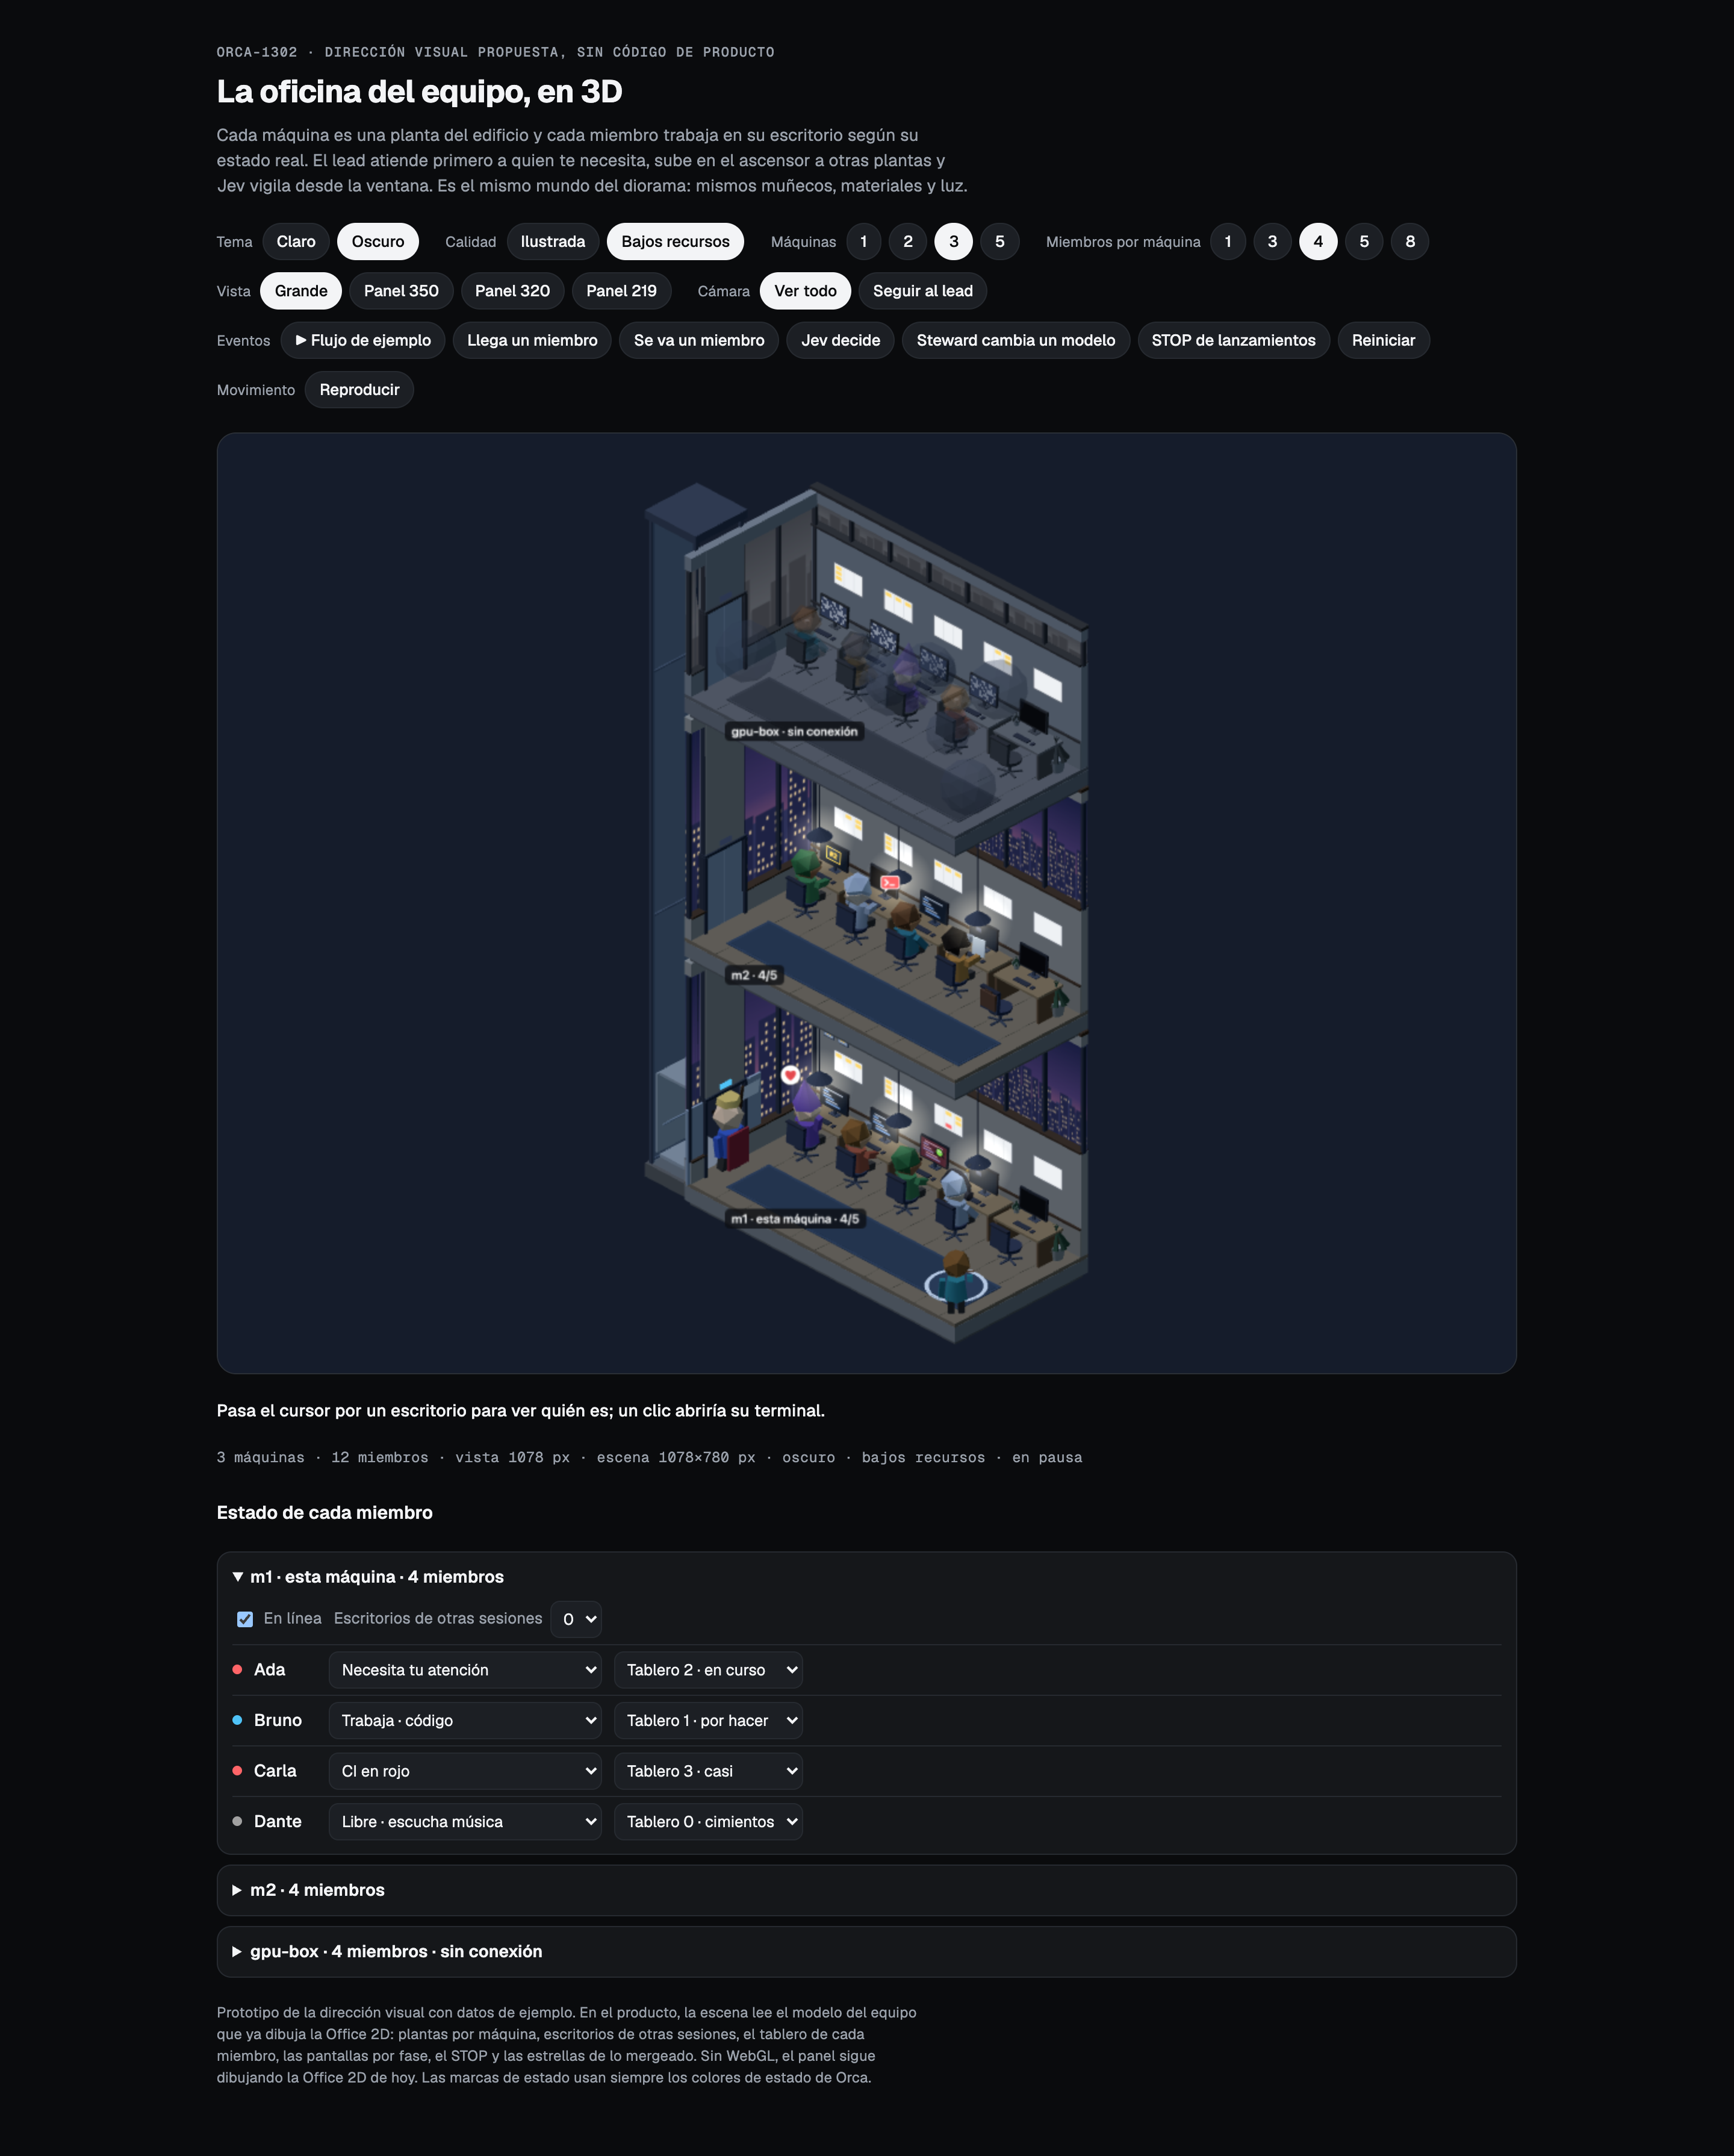 ORCA-1302 · DIRECCIÓN VISUAL PROPUESTA, SIN CÓDIGO DE PRODUCTO
La oficina del equipo, en 3D
Cada máquina es una planta del edificio y cada miembro trabaja en su escritorio según su
estado real. El lead atiende primero a quien te necesita, sube en el ascensor a otras plantas y
Jev vigila desde la ventana. Es el mismo mundo del diorama: mismos muñecos, materiales y luz.
Tema Claro Oscuro Calidad Ilustrada Bajos recursos Máquinas 1 2 3 5 Miembros por máquina 1 3 4 5 8
Vista Grande Panel 350 Panel 320 Panel 219 Cámara Ver todo Seguir al lead
Eventos ▶ Flujo de ejemplo Llega un miembro Se va un miembro Jev decide Steward cambia un modelo STOP de lanzamientos Reiniciar
Movimiento Reproducir
gpu-box · sin conexión
m2 · 4/5
m1 · esta máquina · 4/5
Pasa el cursor por un escritorio para ver quién es; un clic abriría su terminal.
3 máquinas · 12 miembros · vista 1078 px · escena 1078×780 px · oscuro · bajos recursos · en pausa
Estado de cada miembro
▼ m1 · esta máquina · 4 miembros
En línea Escritorios de otras sesiones 0
Ada Necesita tu atención Tablero 2 · en curso
Bruno Trabaja · código Tablero 1 · por hacer
Carla CI en rojo Tablero 3 · casi
Dante Libre · escucha música Tablero 0 · cimientos
▶ m2 · 4 miembros
▶ gpu-box · 4 miembros · sin conexión
Prototipo de la dirección visual con datos de ejemplo. En el producto, la escena lee el modelo del equipo
que ya dibuja la Office 2D: plantas por máquina, escritorios de otras sesiones, el tablero de cada
miembro, las pantallas por fase, el STOP y las estrellas de lo mergeado. Sin WebGL, el panel sigue
dibujando la Office 2D de hoy. Las marcas de estado usan siempre los colores de estado de Orca.